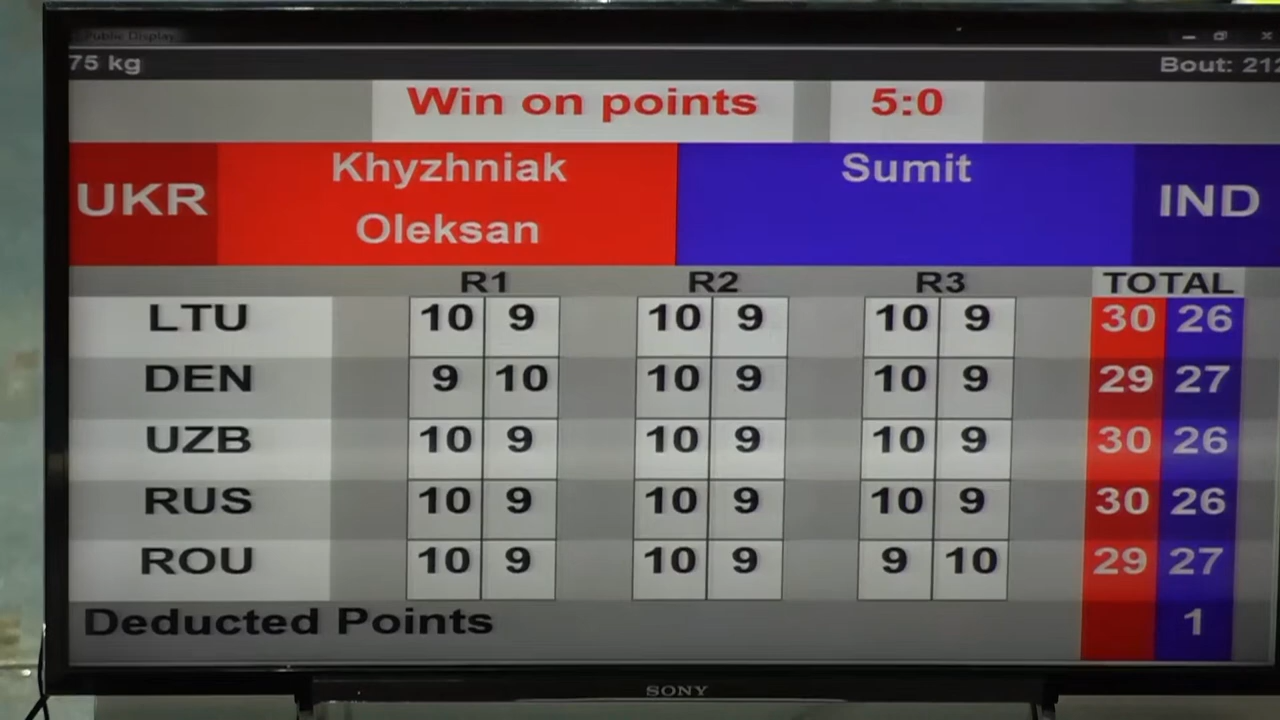 Public Display
75 kg Bout: 212
Win on points 5:0
UKR Khyzhniak Oleksan Sumit IND
R1 R2 R3 TOTAL
LTU 10 9 10 9 10 9 30 26
DEN 9 10 10 9 10 9 29 27
UZB 10 9 10 9 10 9 30 26
RUS 10 9 10 9 10 9 30 26
ROU 10 9 10 9 9 10 29 27
Deducted Points 1
SONY